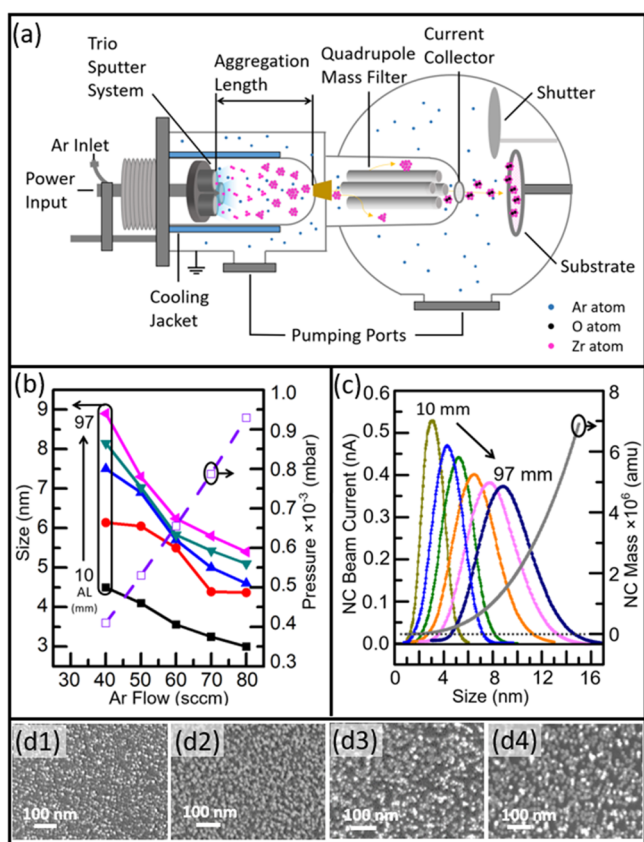 (a)
Trio
Sputter
System
Aggregation
Length
Quadrupole
Mass Filter
Current
Collector
Shutter
Ar Inlet
Power
Input
Cooling
Jacket
Pumping Ports
Substrate
Ar atom
O atom
Zr atom
(b)
9
8
7
6
5
4
3
Size (nm)
97
10
AL
(mm)
30 40 50 60 70 80
Ar Flow (sccm)
1.0
0.9
0.8
0.7
0.6
0.5
0.4
0.3
Pressure ×10⁻³ (mbar)
(c)
0.6
0.5
0.4
0.3
0.2
0.1
0.0
NC Beam Current (nA)
10 mm
97 mm
0 4 8 12 16
Size (nm)
8
6
4
2
0
NC Mass ×10⁶ (amu)
(d1)
100 nm
(d2)
100 nm
(d3)
100 nm
(d4)
100 nm